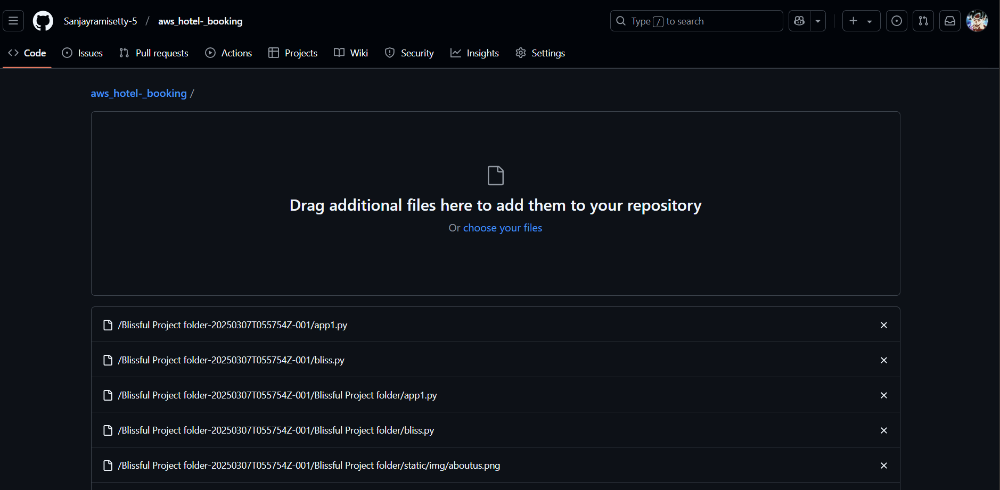 Sanjayramisetty-5 / aws_hotel-_booking
Type / to search
Code Issues Pull requests Actions Projects Wiki Security Insights Settings
aws_hotel-_booking /
Drag additional files here to add them to your repository
Or choose your files
/Blissful Project folder-20250307T055754Z-001/app1.py
/Blissful Project folder-20250307T055754Z-001/bliss.py
/Blissful Project folder-20250307T055754Z-001/Blissful Project folder/app1.py
/Blissful Project folder-20250307T055754Z-001/Blissful Project folder/bliss.py
/Blissful Project folder-20250307T055754Z-001/Blissful Project folder/static/img/aboutus.png